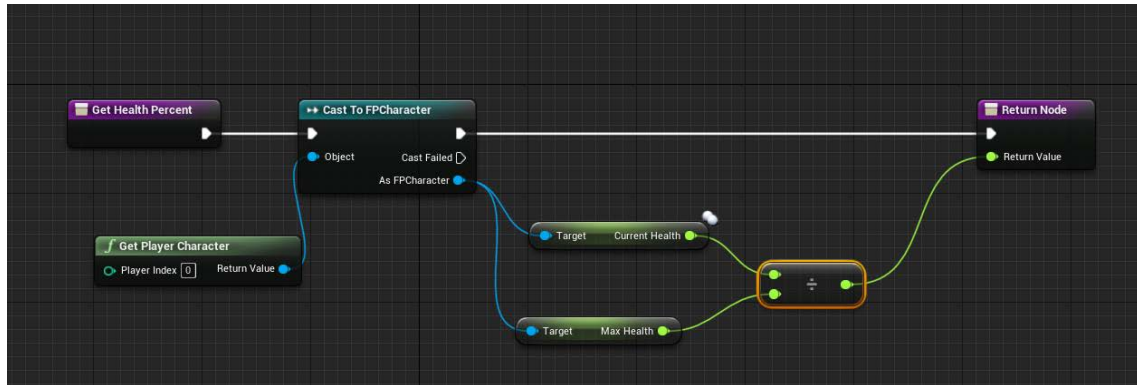 Get Health Percent
Cast To FPCharacter
Object
Cast Failed
As FPCharacter
Return Node
Return Value
f Get Player Character
Player Index 0
Return Value
Target Current Health
÷
Target Max Health